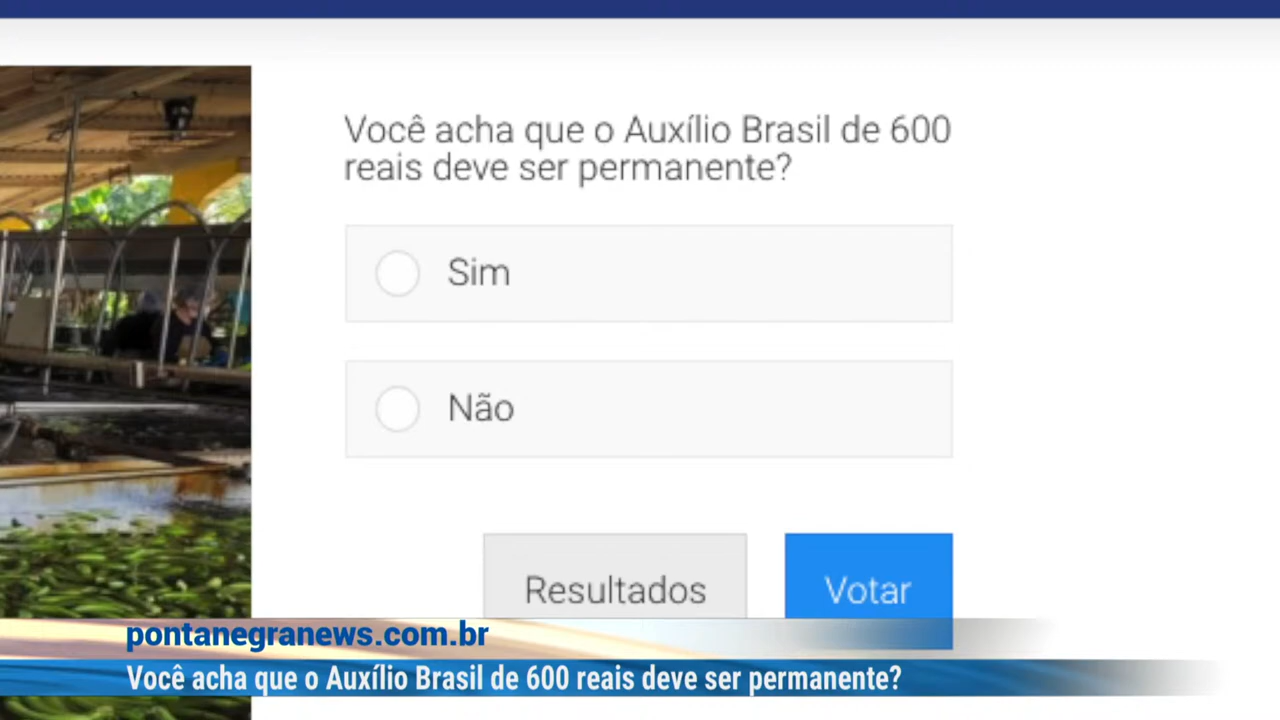 Você acha que o Auxílio Brasil de 600
reais deve ser permanente?
Sim
Não
Resultados
Votar
pontanegranews.com.br
Você acha que o Auxílio Brasil de 600 reais deve ser permanente?